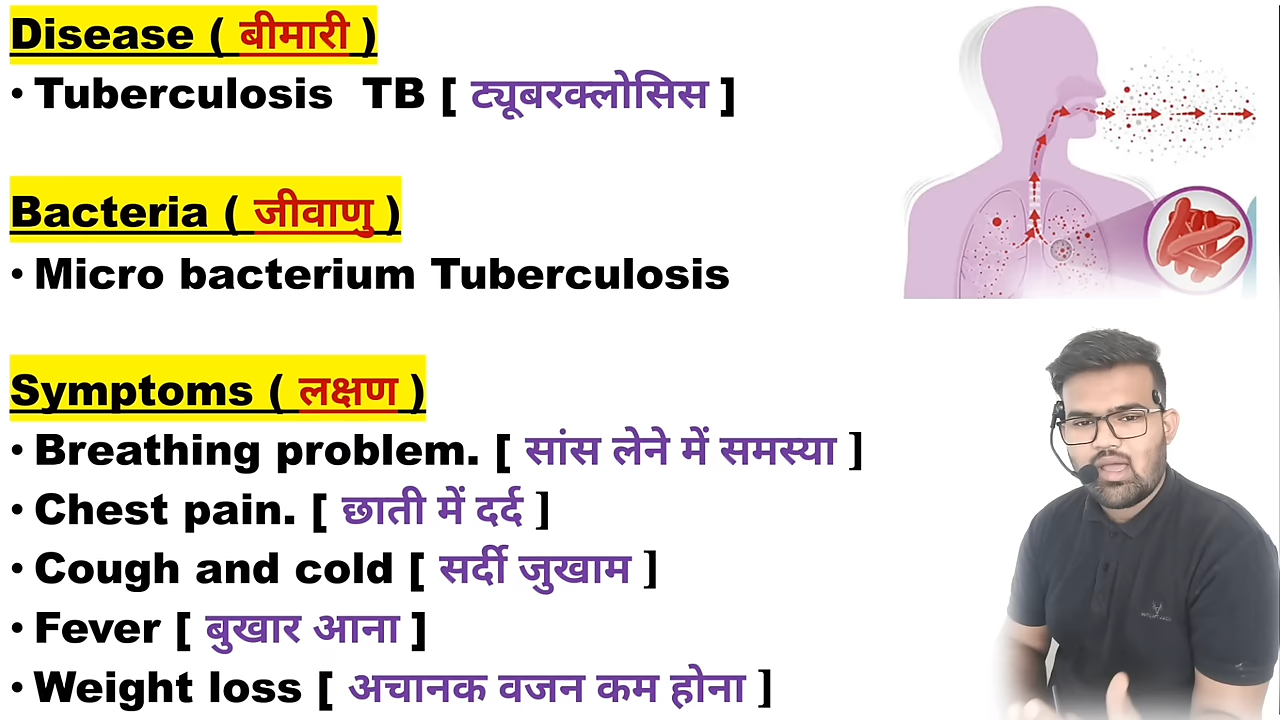 Disease ( बीमारी )
• Tuberculosis TB [ ट्यूबरक्लोसिस ]
Bacteria ( जीवाणु )
• Micro bacterium Tuberculosis
Symptoms ( लक्षण )
• Breathing problem. [ सांस लेने में समस्या ]
• Chest pain. [ छाती में दर्द ]
• Cough and cold [ सर्दी जुखाम ]
• Fever [ बुखार आना ]
• Weight loss [ अचानक वजन कम होना ]